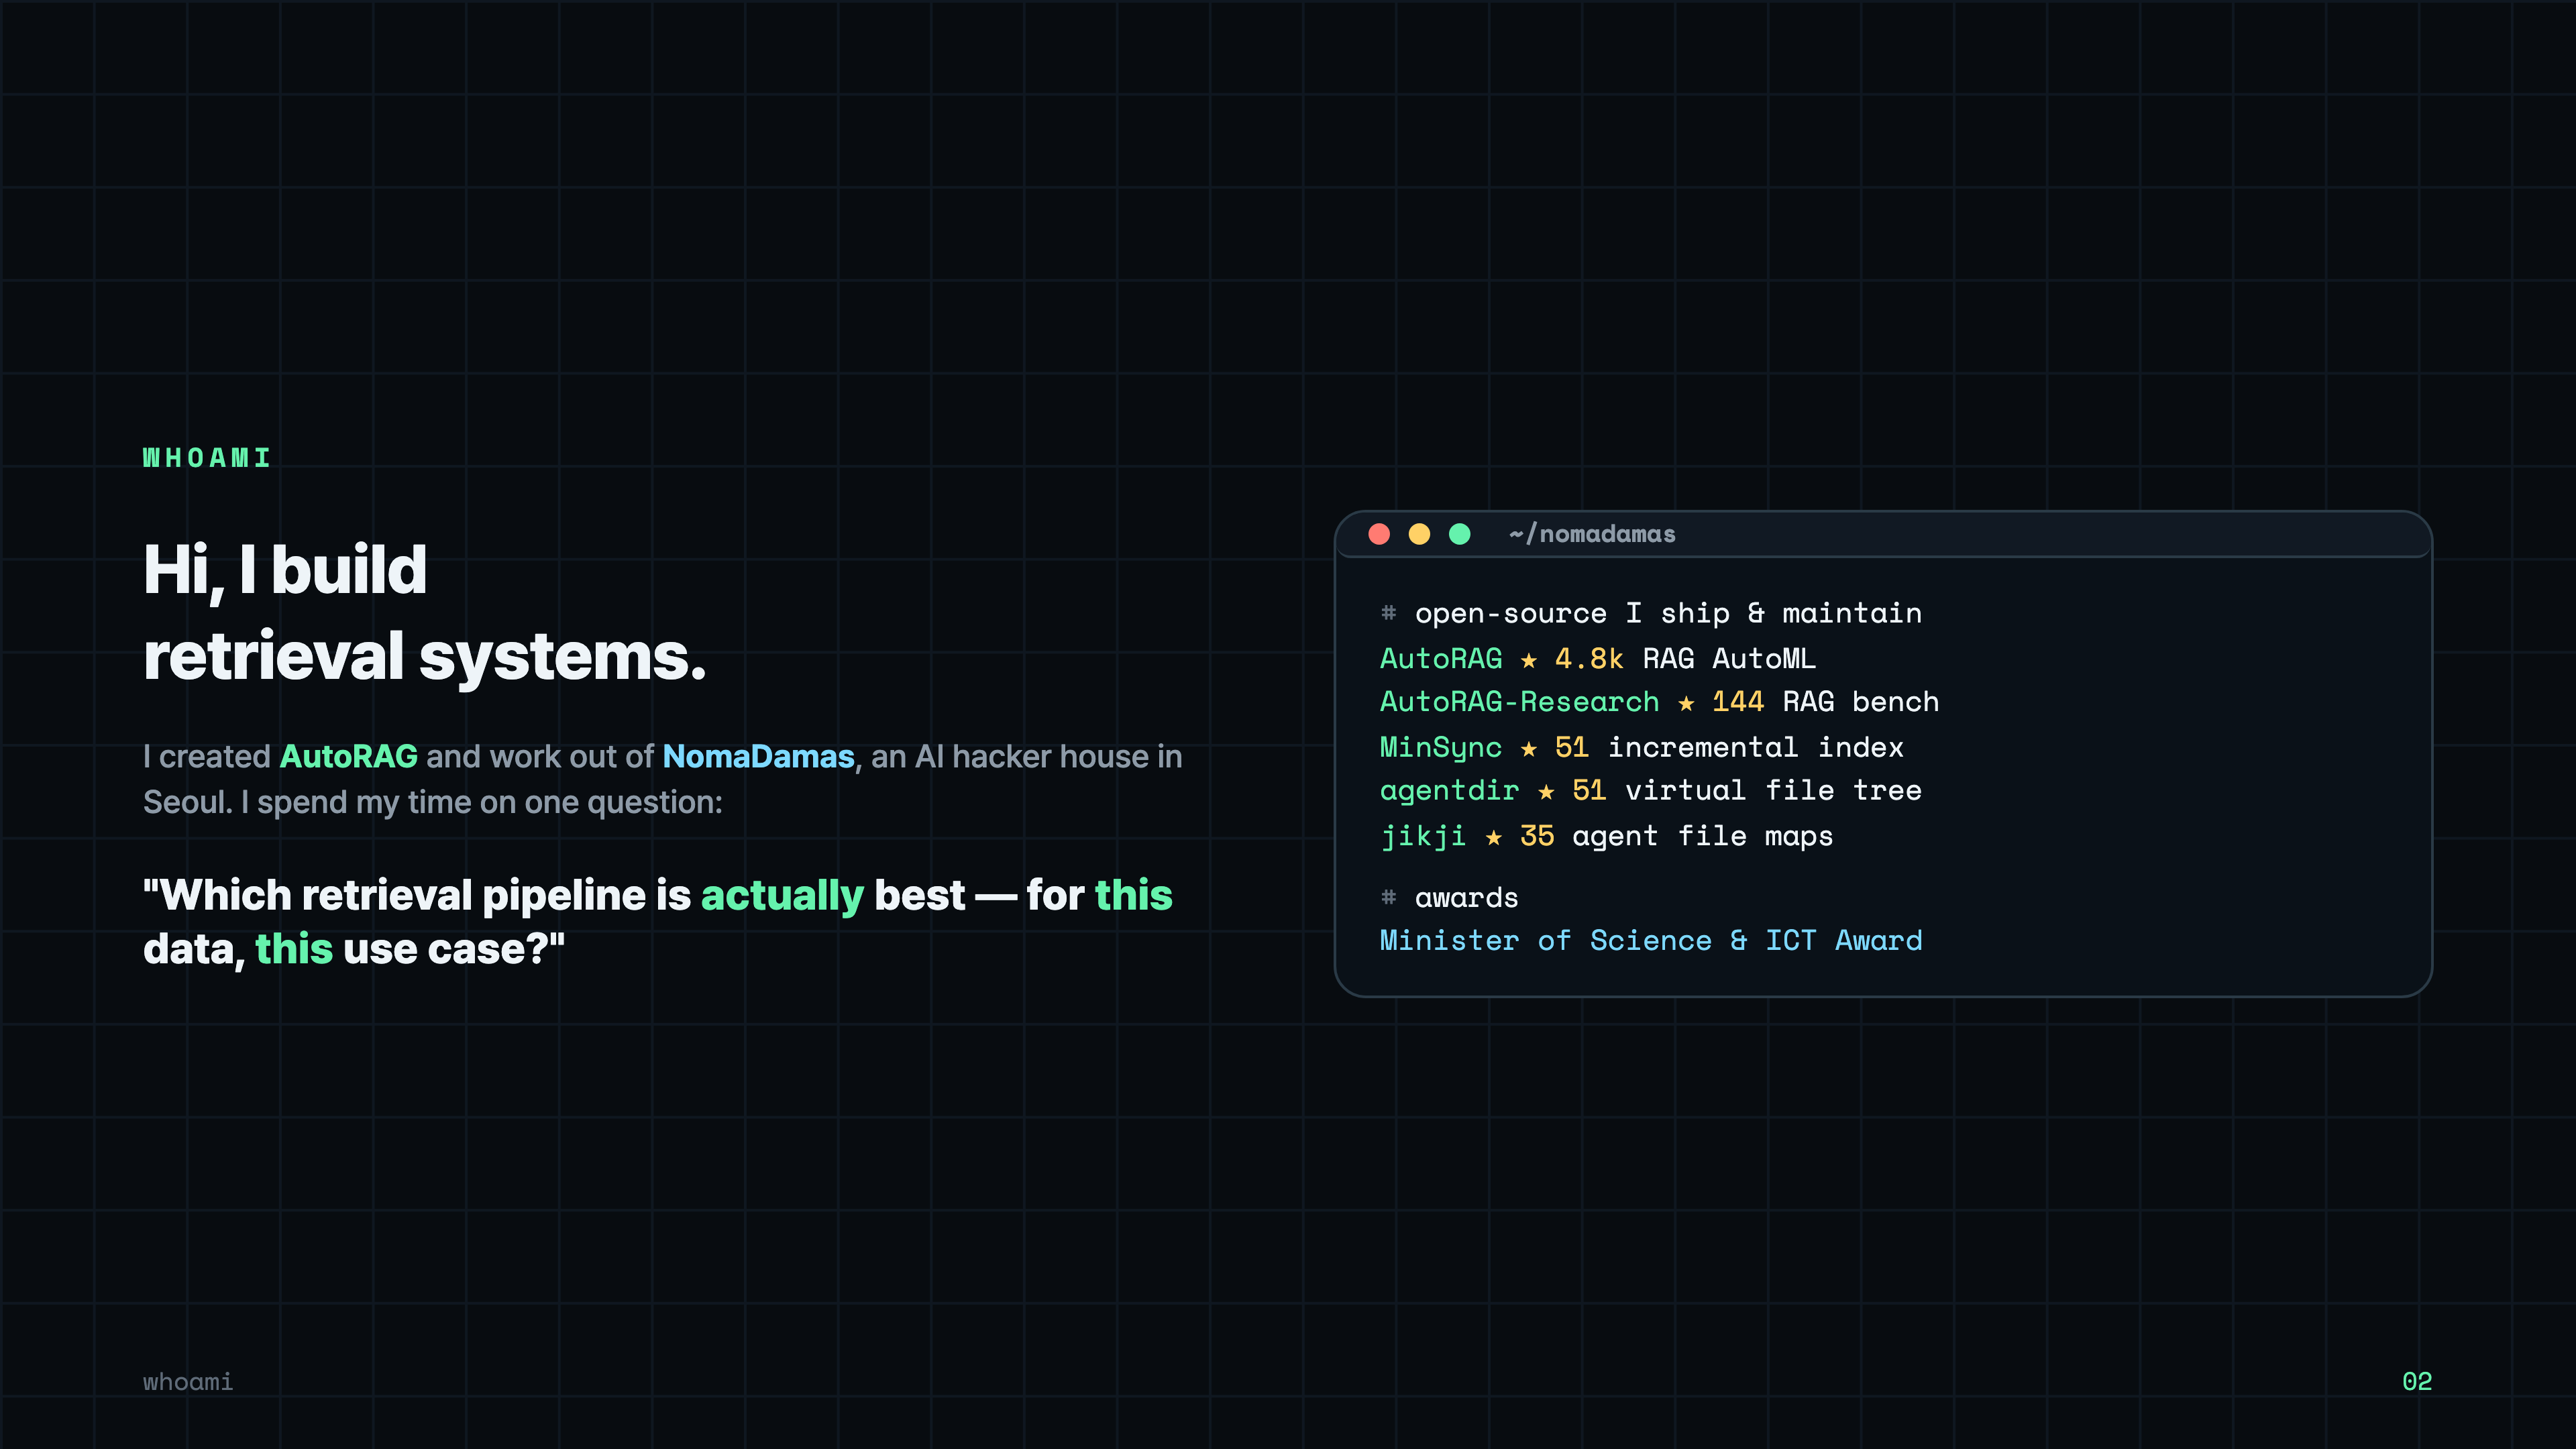 WHOAMI
Hi, I build
retrieval systems.
I created AutoRAG and work out of NomaDamas, an AI hacker house in
Seoul. I spend my time on one question:
"Which retrieval pipeline is actually best — for this
data, this use case?"
~/nomadamas
# open-source I ship & maintain
AutoRAG ★ 4.8k RAG AutoML
AutoRAG-Research ★ 144 RAG bench
MinSync ★ 51 incremental index
agentdir ★ 51 virtual file tree
jikji ★ 35 agent file maps
# awards
Minister of Science & ICT Award
whoami
02